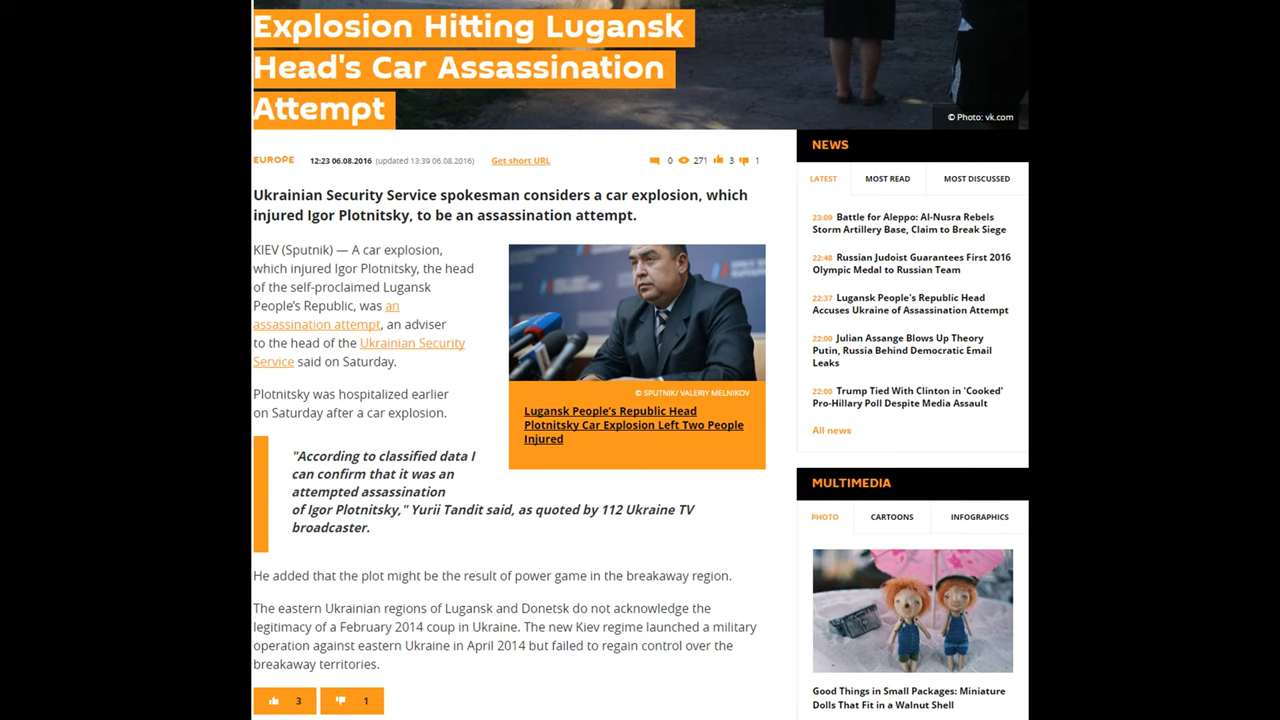 Explosion Hitting Lugansk
Head's Car Assassination
Attempt
© Photo: vk.com
EUROPE
12:23 06.08.2016 (updated 13:39 06.08.2016)
Get short URL
0 271 3 1
Ukrainian Security Service spokesman considers a car explosion, which
injured Igor Plotnitsky, to be an assassination attempt.
KIEV (Sputnik) — A car explosion,
which injured Igor Plotnitsky, the head
of the self-proclaimed Lugansk
People's Republic, was an
assassination attempt, an adviser
to the head of the Ukrainian Security
Service said on Saturday.
Plotnitsky was hospitalized earlier
on Saturday after a car explosion.
© SPUTNIK/ VALERIY MELNIKOV
Lugansk People's Republic Head
Plotnitsky Car Explosion Left Two People
Injured
"According to classified data I
can confirm that it was an
attempted assassination
of Igor Plotnitsky," Yurii Tandit said, as quoted by 112 Ukraine TV
broadcaster.
He added that the plot might be the result of power game in the breakaway region.
The eastern Ukrainian regions of Lugansk and Donetsk do not acknowledge the
legitimacy of a February 2014 coup in Ukraine. The new Kiev regime launched a military
operation against eastern Ukraine in April 2014 but failed to regain control over the
breakaway territories.
3
1
NEWS
LATEST
MOST READ
MOST DISCUSSED
23:09 Battle for Aleppo: Al-Nusra Rebels
Storm Artillery Base, Claim to Break Siege
22:48 Russian Judoist Guarantees First 2016
Olympic Medal to Russian Team
22:37 Lugansk People's Republic Head
Accuses Ukraine of Assassination Attempt
22:00 Julian Assange Blows Up Theory
Putin, Russia Behind Democratic Email
Leaks
22:00 Trump Tied With Clinton in 'Cooked'
Pro-Hillary Poll Despite Media Assault
All news
MULTIMEDIA
PHOTO
CARTOONS
INFOGRAPHICS
Good Things in Small Packages: Miniature
Dolls That Fit in a Walnut Shell